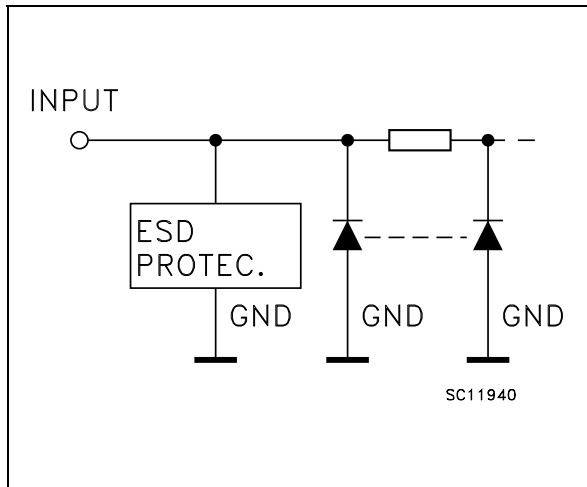 INPUT
ESD
PROTEC.
GND
GND
GND
SC11940